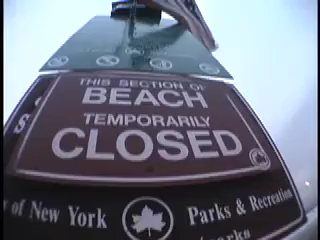 THIS SECTION OF
BEACH
TEMPORARILY
CLOSED
of New York
Parks & Recreation